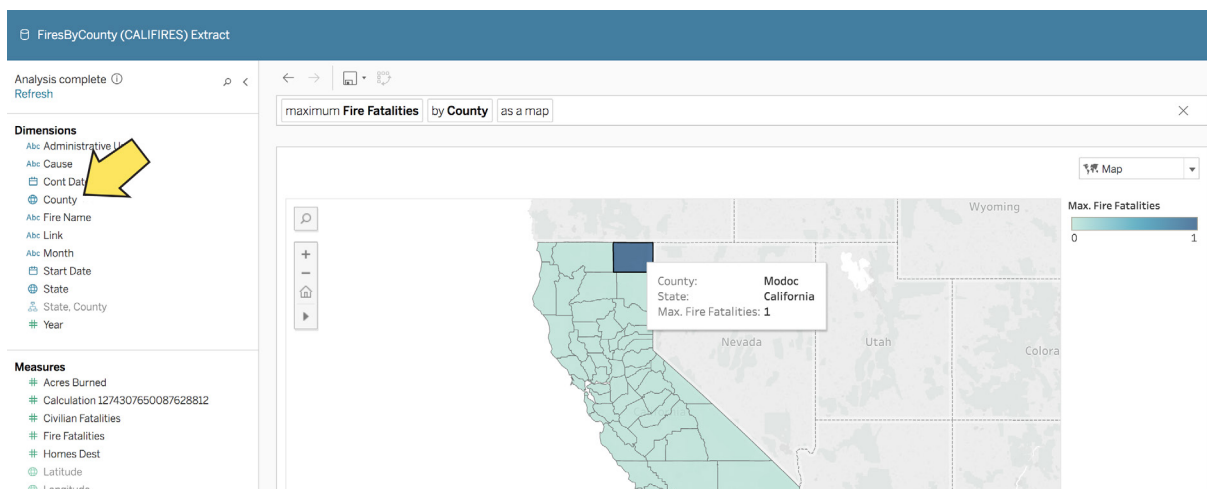 FiresByCounty (CALIFIRES) Extract
Analysis complete
Refresh
maximum Fire Fatalities by County as a map
Dimensions
Abc Administrative
Abc Cause
Cont Dat
County
Abc Fire Name
Abc Link
Abc Month
Start Date
State
State, County
# Year
Measures
# Acres Burned
# Calculation 1274307650087628812
# Civilian Fatalities
# Fire Fatalities
# Homes Dest
Latitude
Longitude
Map
Max. Fire Fatalities
0 1
Wyoming
County: Modoc
State: California
Max. Fire Fatalities: 1
Nevada
Utah
Colora